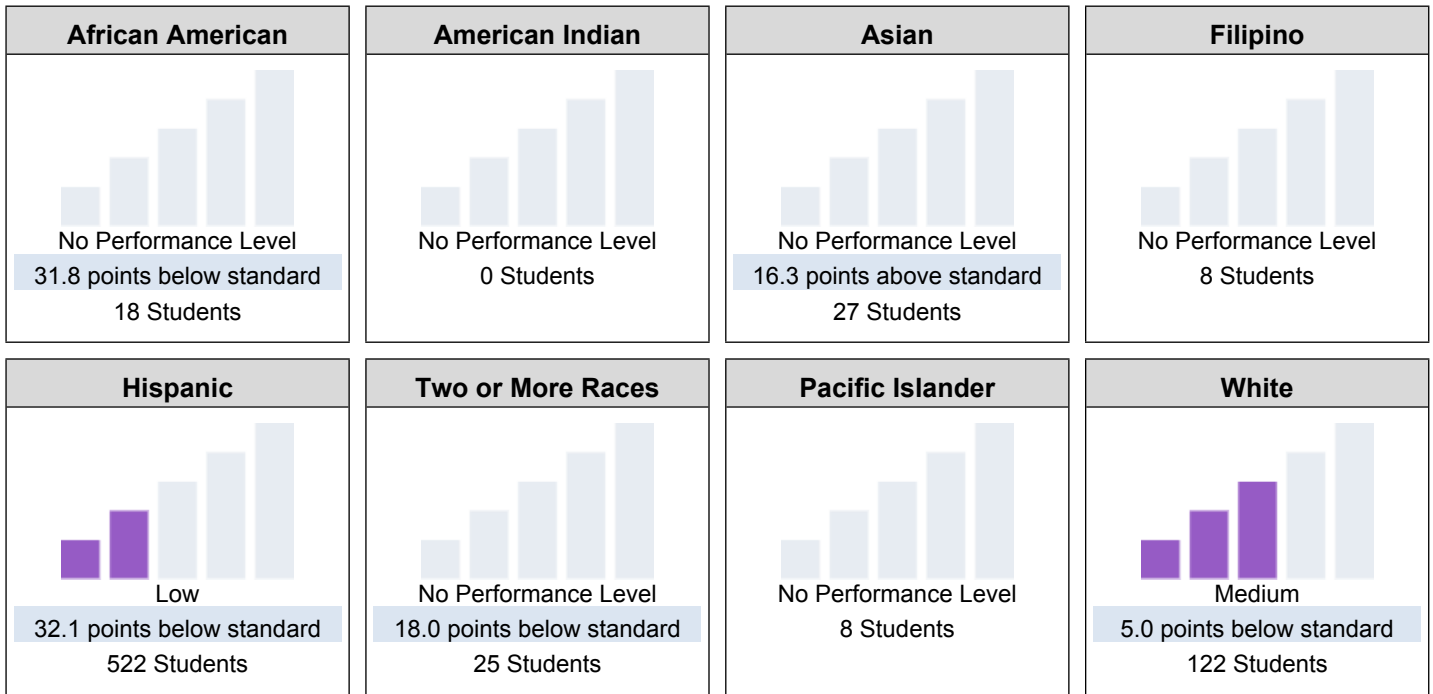 African American
No Performance Level
31.8 points below standard
18 Students
American Indian
No Performance Level
0 Students
Asian
No Performance Level
16.3 points above standard
27 Students
Filipino
No Performance Level
8 Students
Hispanic
Low
32.1 points below standard
522 Students
Two or More Races
No Performance Level
18.0 points below standard
25 Students
Pacific Islander
No Performance Level
8 Students
White
Medium
5.0 points below standard
122 Students